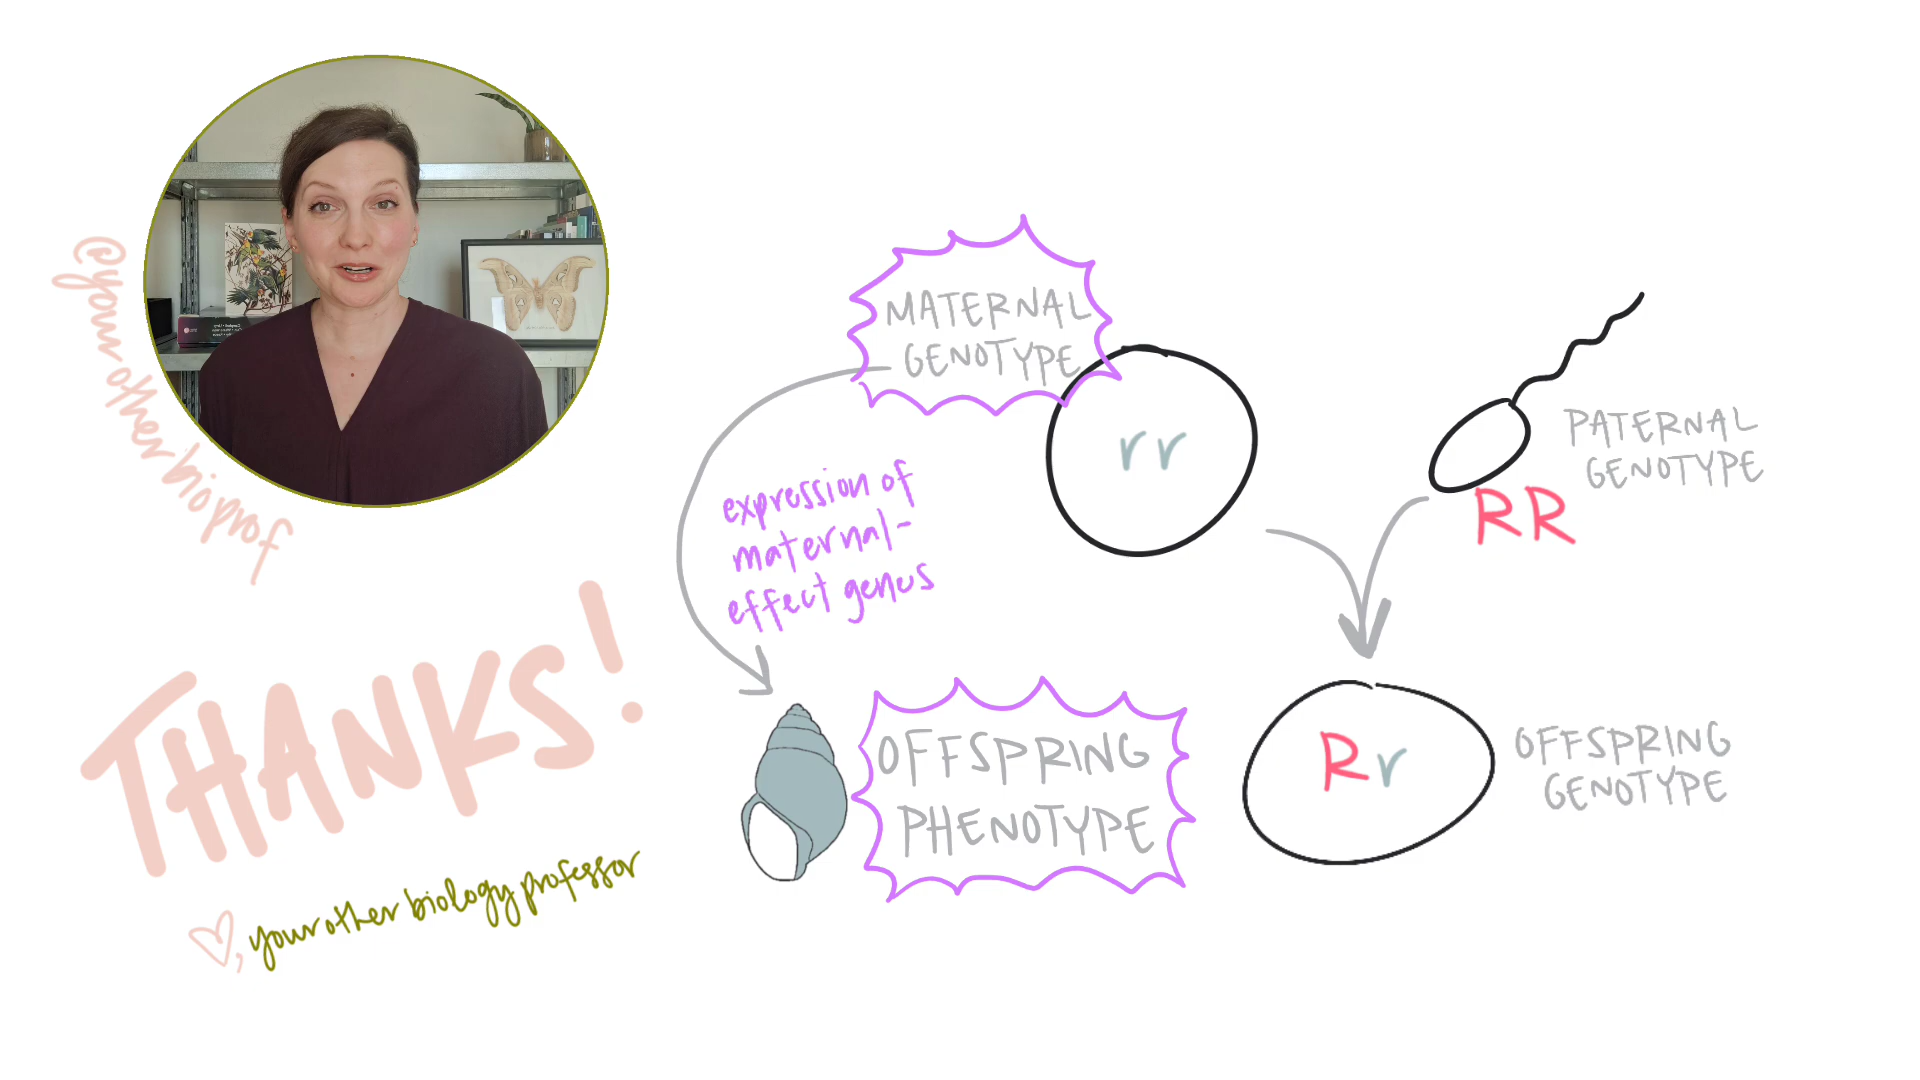 @yourotherbioprof
THANKS!
♡, your other biology professor
MATERNAL
GENOTYPE
rr
PATERNAL
GENOTYPE
RR
expression of
maternal-
effect genes
OFFSPRING
PHENOTYPE
Rr
OFFSPRING
GENOTYPE